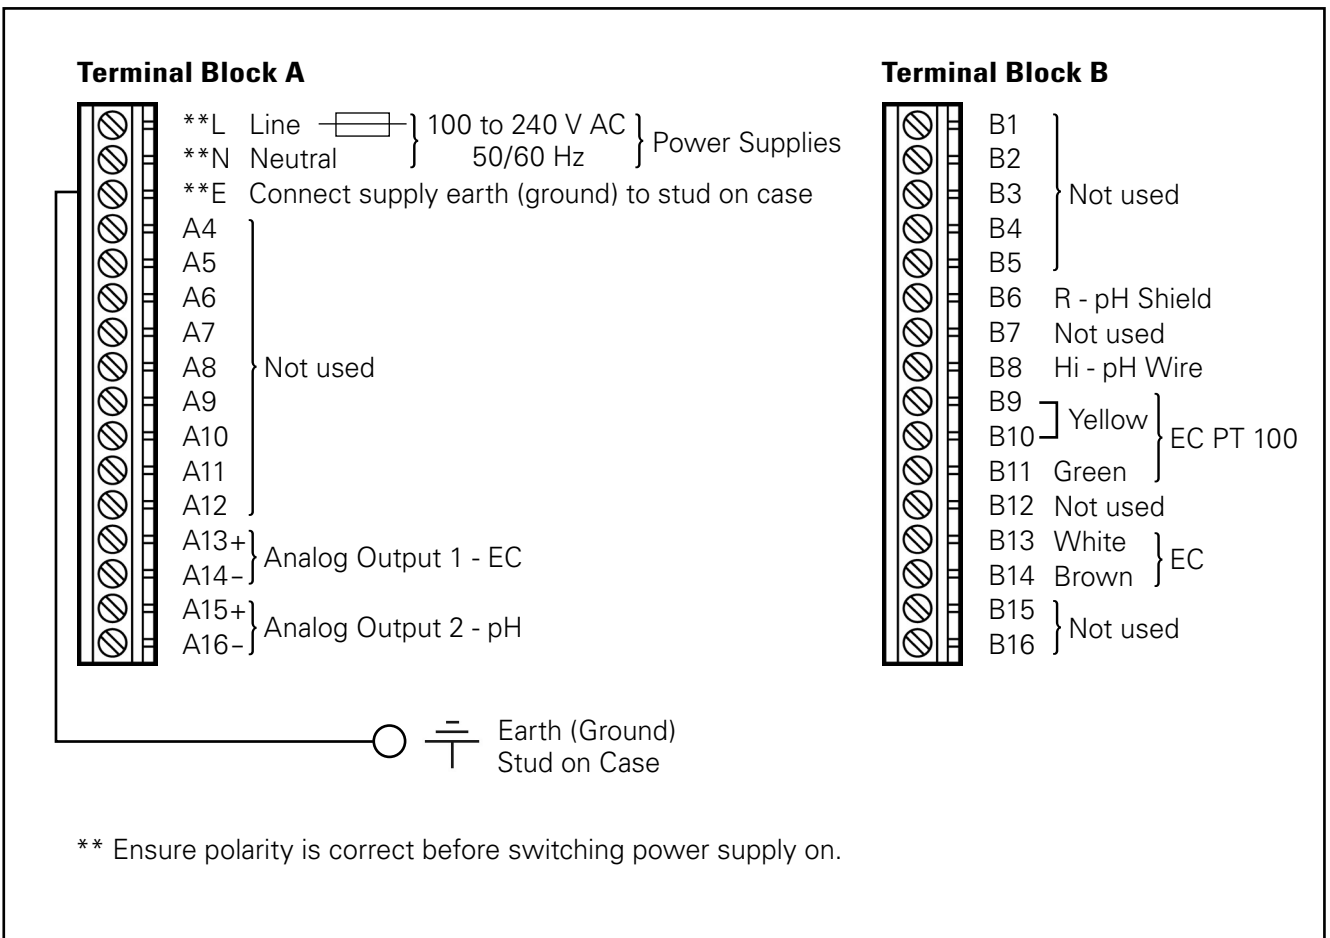 Terminal Block A
**L Line 100 to 240 V AC
**N Neutral 50/60 Hz
Power Supplies
**E Connect supply earth (ground) to stud on case
A4
A5
A6
A7
A8 Not used
A9
A10
A11
A12
A13+
A14–
Analog Output 1 - EC
A15+
A16–
Analog Output 2 - pH
Earth (Ground)
Stud on Case
Terminal Block B
B1
B2
B3 Not used
B4
B5
B6 R - pH Shield
B7 Not used
B8 Hi - pH Wire
B9
B10
Yellow
EC PT 100
B11 Green
B12 Not used
B13 White
B14 Brown
EC
B15
B16
Not used
** Ensure polarity is correct before switching power supply on.